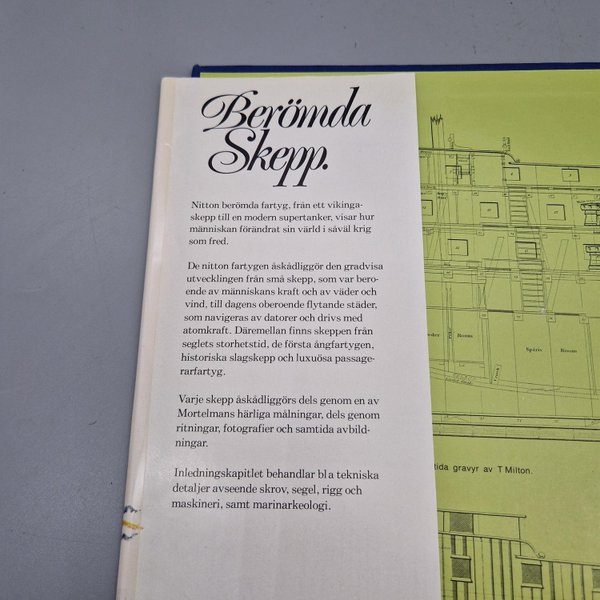 Berömda
Skepp.
Nitton berömda fartyg, från ett vikinga-
skepp till en modern supertanker, visar hur
människan förändrat sin värld i såväl krig
som fred.
De nitton fartygen åskådliggör den gradvisa
utvecklingen från små skepp, som var bero-
ende av människans kraft och av väder och
vind, till dagens oberoende flytande städer,
som navigeras av datorer och drivs med
atomkraft. Däremellan finns skeppen från
seglets storhetstid, de första ångfartygen,
historiska slagskepp och luxuösa passage-
rarfartyg.
Varje skepp åskådliggörs dels genom en av
Mortelmans härliga målningar, dels genom
ritningar, fotografier och samtida avbild-
ningar.
Inledningskapitlet behandlar bl a tekniska
detaljer avseende skrov, segel, rigg och
maskineri, samt marinarkeologi.
Room
Spirit Room
tida gravyr av T Milton.